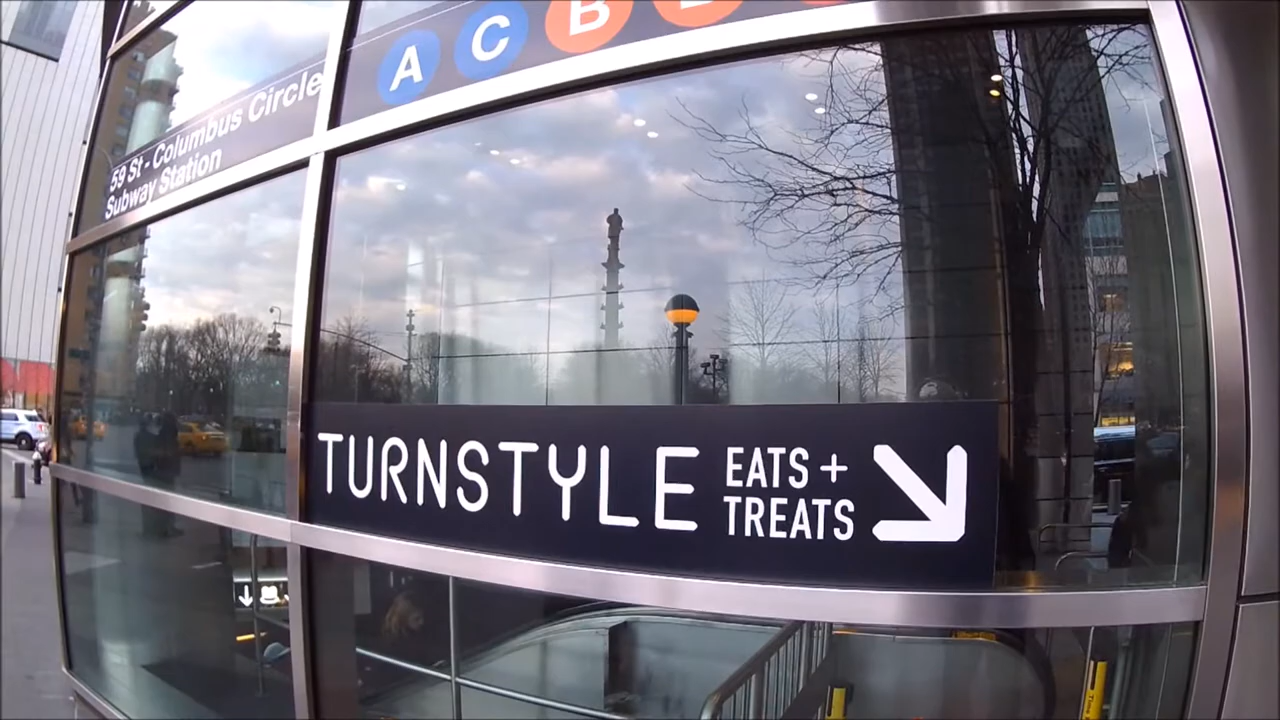 A C B
59 St - Columbus Circle
Subway Station
TURNSTYLE
EATS +
TREATS